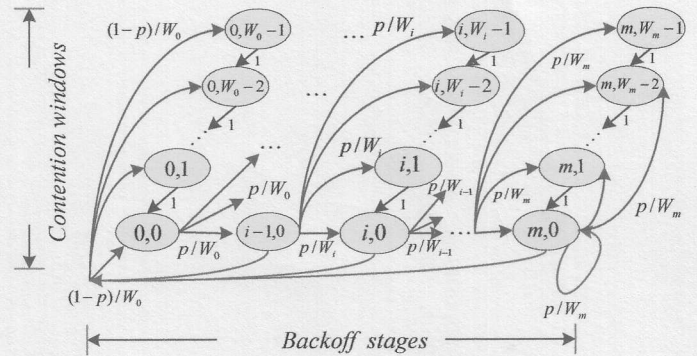 Contention windows
(1−p)/W₀
0,W₀−1
... p/Wᵢ
i,Wᵢ−1
m,Wₘ−1
1
1
p/Wₘ
1
0,W₀−2
...
i,Wᵢ−2
m,Wₘ−2
1
1
1
...
...
...
...
0,1
p/Wᵢ
i,1
p/Wᵢ₋₁
m,1
1
p/W₀
1
p/Wₘ
1
p/Wₘ
0,0
i−1,0
i,0
...
m,0
p/W₀
p/Wᵢ
p/Wᵢ₋₁
(1−p)/W₀
p/Wₘ
Backoff stages